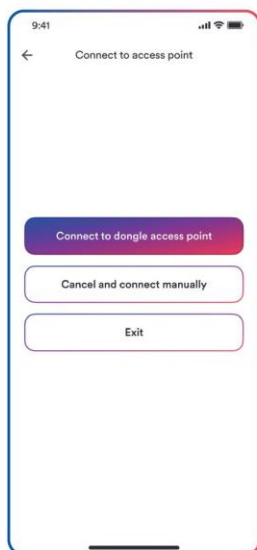 9:41
Connect to access point
Connect to dongle access point
Cancel and connect manually
Exit